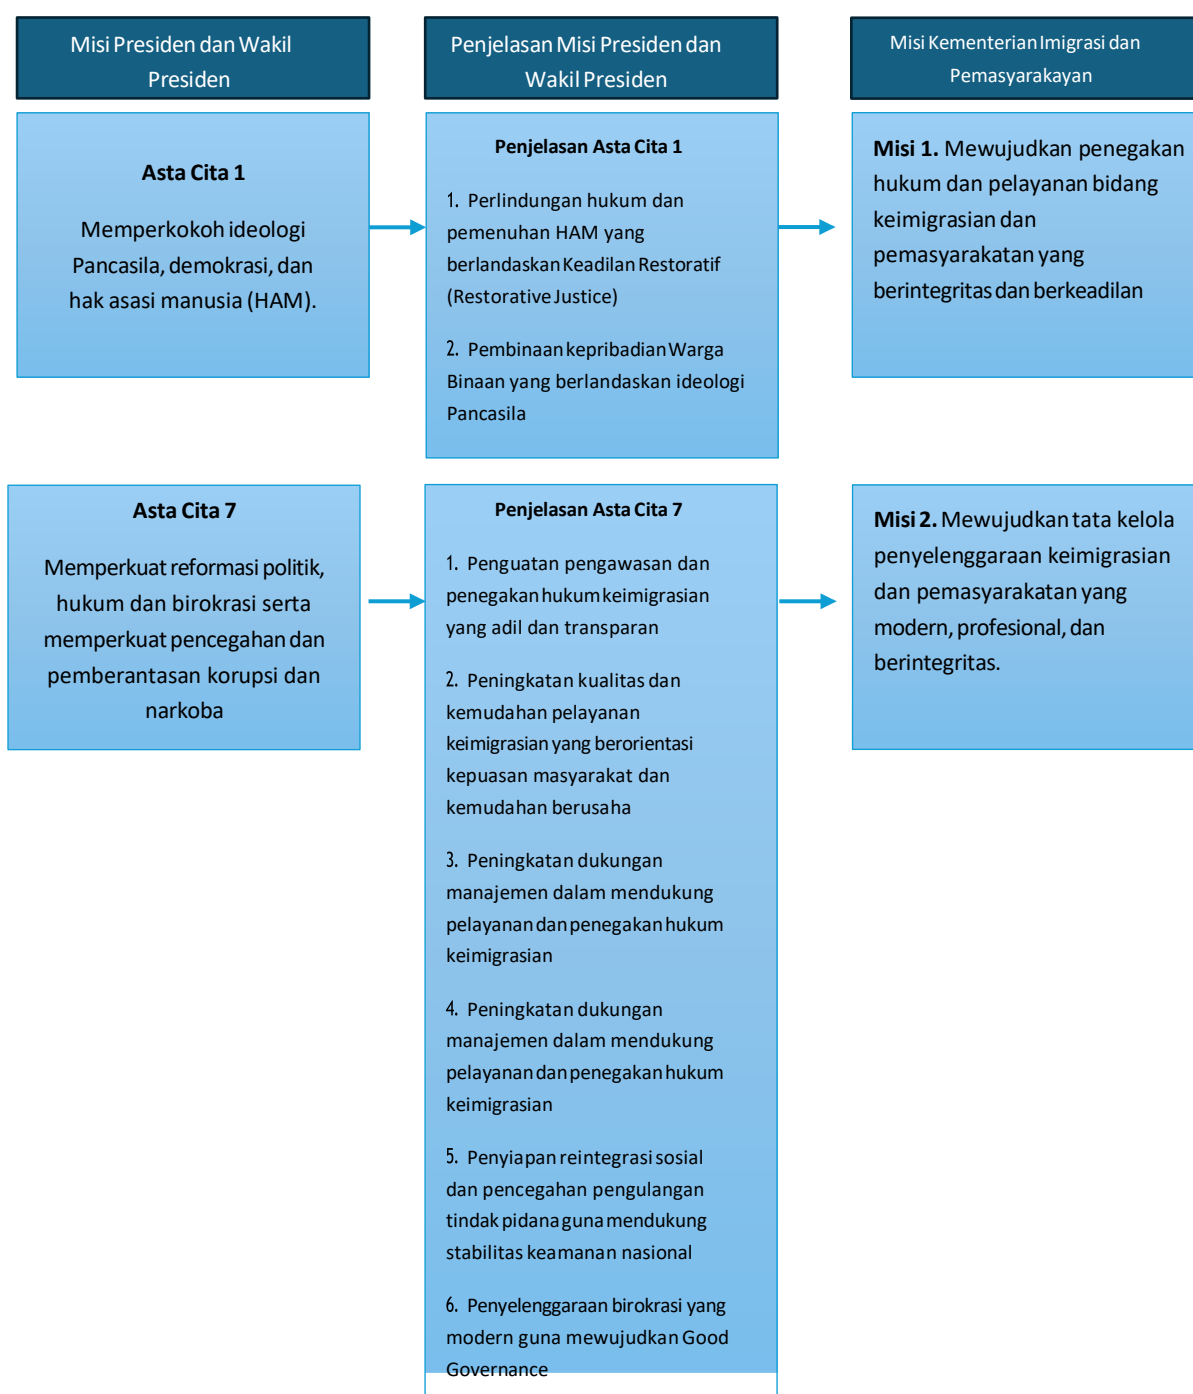 Misi Presiden dan Wakil
Presiden
Penjelasan Misi Presiden dan
Wakil Presiden
Misi Kementerian Imigrasi dan
Pemasyarakayan
Asta Cita 1
Memperkokoh ideologi
Pancasila, demokrasi, dan
hak asasi manusia (HAM).
Penjelasan Asta Cita 1
1. Perlindungan hukum dan
pemenuhan HAM yang
berlandaskan Keadilan Restoratif
(Restorative Justice)
2. Pembinaan kepribadian Warga
Binaan yang berlandaskan ideologi
Pancasila
Misi 1. Mewujudkan penegakan
hukum dan pelayanan bidang
keimigrasian dan
pemasyarakatan yang
berintegritas dan berkeadilan
Asta Cita 7
Memperkuat reformasi politik,
hukum dan birokrasi serta
memperkuat pencegahan dan
pemberantasan korupsi dan
narkoba
Penjelasan Asta Cita 7
1. Penguatan pengawasan dan
penegakan hukum keimigrasian
yang adil dan transparan
2. Peningkatan kualitas dan
kemudahan pelayanan
keimigrasian yang berorientasi
kepuasan masyarakat dan
kemudahan berusaha
3. Peningkatan dukungan
manajemen dalam mendukung
pelayanan dan penegakan hukum
keimigrasian
4. Peningkatan dukungan
manajemen dalam mendukung
pelayanan dan penegakan hukum
keimigrasian
5. Penyiapan reintegrasi sosial
dan pencegahan pengulangan
tindak pidana guna mendukung
stabilitas keamanan nasional
6. Penyelenggaraan birokrasi yang
modern guna mewujudkan Good
Governance
Misi 2. Mewujudkan tata kelola
penyelenggaraan keimigrasian
dan pemasyarakatan yang
modern, profesional, dan
berintegritas.